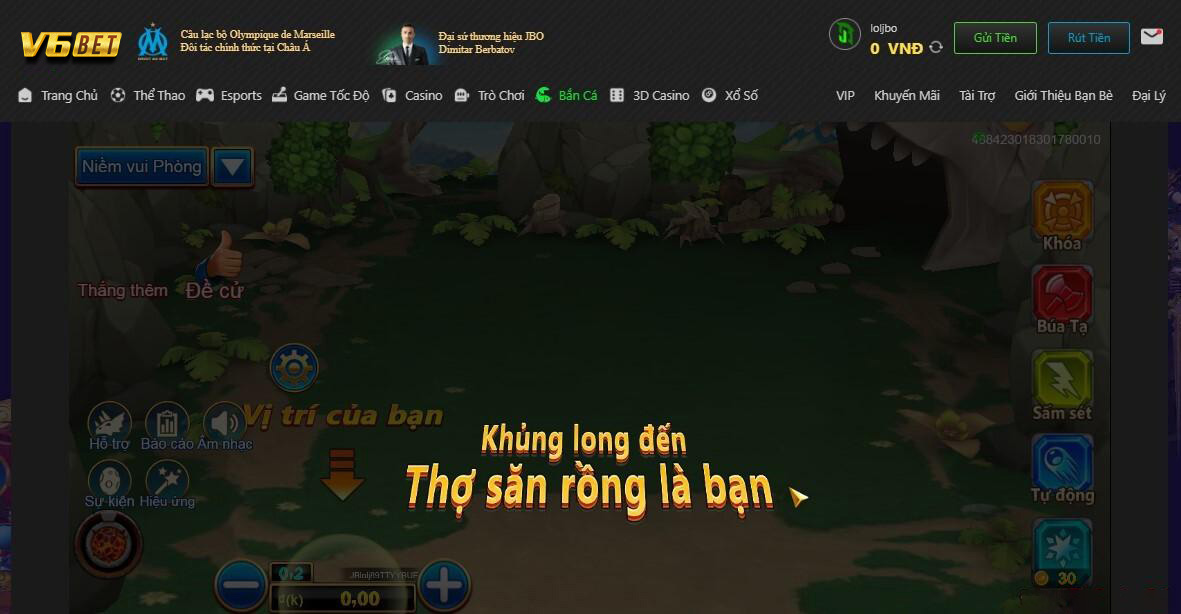 V6BET
Câu lạc bộ Olympique de Marseille
Đối tác chính thức tại Châu Á
Đại sứ thương hiệu JBO
Dimitar Berbatov
loljbo
0 VNĐ
Gửi Tiền
Rút Tiền
Trang Chủ
Thể Thao
Esports
Game Tốc Độ
Casino
Trò Chơi
Bắn Cá
3D Casino
Xổ Số
VIP
Khuyến Mãi
Tài Trợ
Giới Thiệu Bạn Bè
Đại Lý
Niềm vui Phòng
468423018301780010
Khóa
Thắng thêm
Đề cử
Búa Tạ
Vị trí của bạn
Sấm sét
Hỗ trợ
Báo cáo
Âm nhạc
Khủng long đến
Thợ săn rồng là bạn
Tự động
Sự kiện
Hiệu ứng
0,2
đ(k)
0,00
30